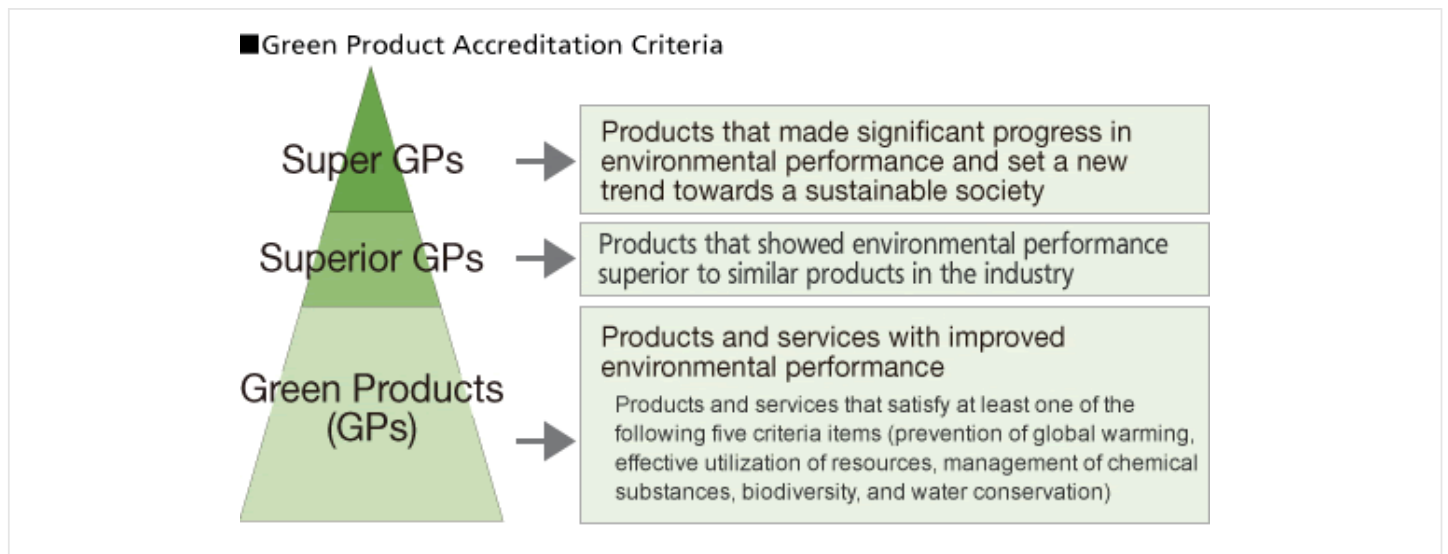 ■Green Product Accreditation Criteria
Super GPs
Products that made significant progress in
environmental performance and set a new
trend towards a sustainable society
Superior GPs
Products that showed environmental performance
superior to similar products in the industry
Green Products
(GPs)
Products and services with improved
environmental performance
Products and services that satisfy at least one of the
following five criteria items (prevention of global warming,
effective utilization of resources, management of chemical
substances, biodiversity, and water conservation)